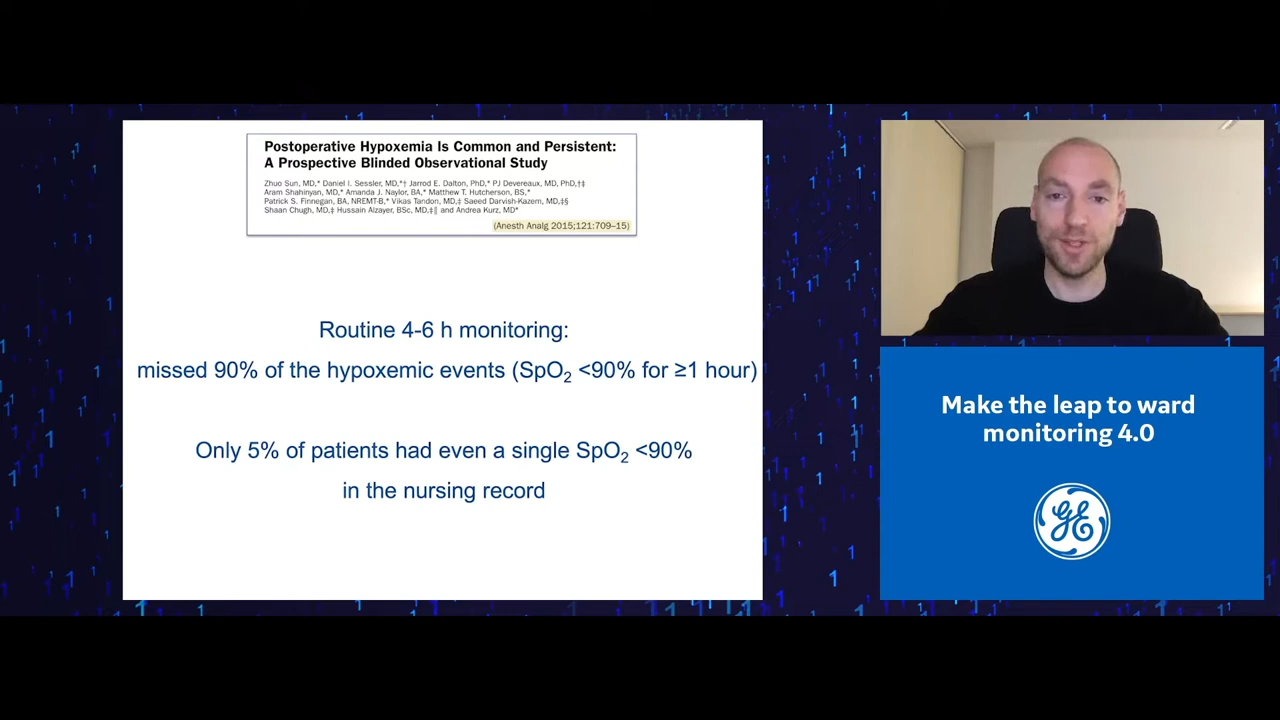 Postoperative Hypoxemia Is Common and Persistent:
A Prospective Blinded Observational Study
Zhuo Sun, MD,* Daniel I. Sessler, MD,*† Jarrod E. Dalton, PhD,* PJ Devereaux, MD, PhD,†‡
Aram Shahinyan, MD,* Amanda J. Naylor, BA,* Matthew T. Hutcherson, BS,*
Patrick S. Finnegan, BA, NREMT-B,* Vikas Tandon, MD,‡ Saeed Darvish-Kazem, MD,‡§
Shaan Chugh, MD,‡ Hussain Alzayer, BSc, MD,‡‖ and Andrea Kurz, MD*
(Anesth Analg 2015;121:709–15)
Routine 4-6 h monitoring:
missed 90% of the hypoxemic events (SpO₂ <90% for ≥1 hour)
Only 5% of patients had even a single SpO₂ <90%
in the nursing record
Make the leap to ward
monitoring 4.0
GE